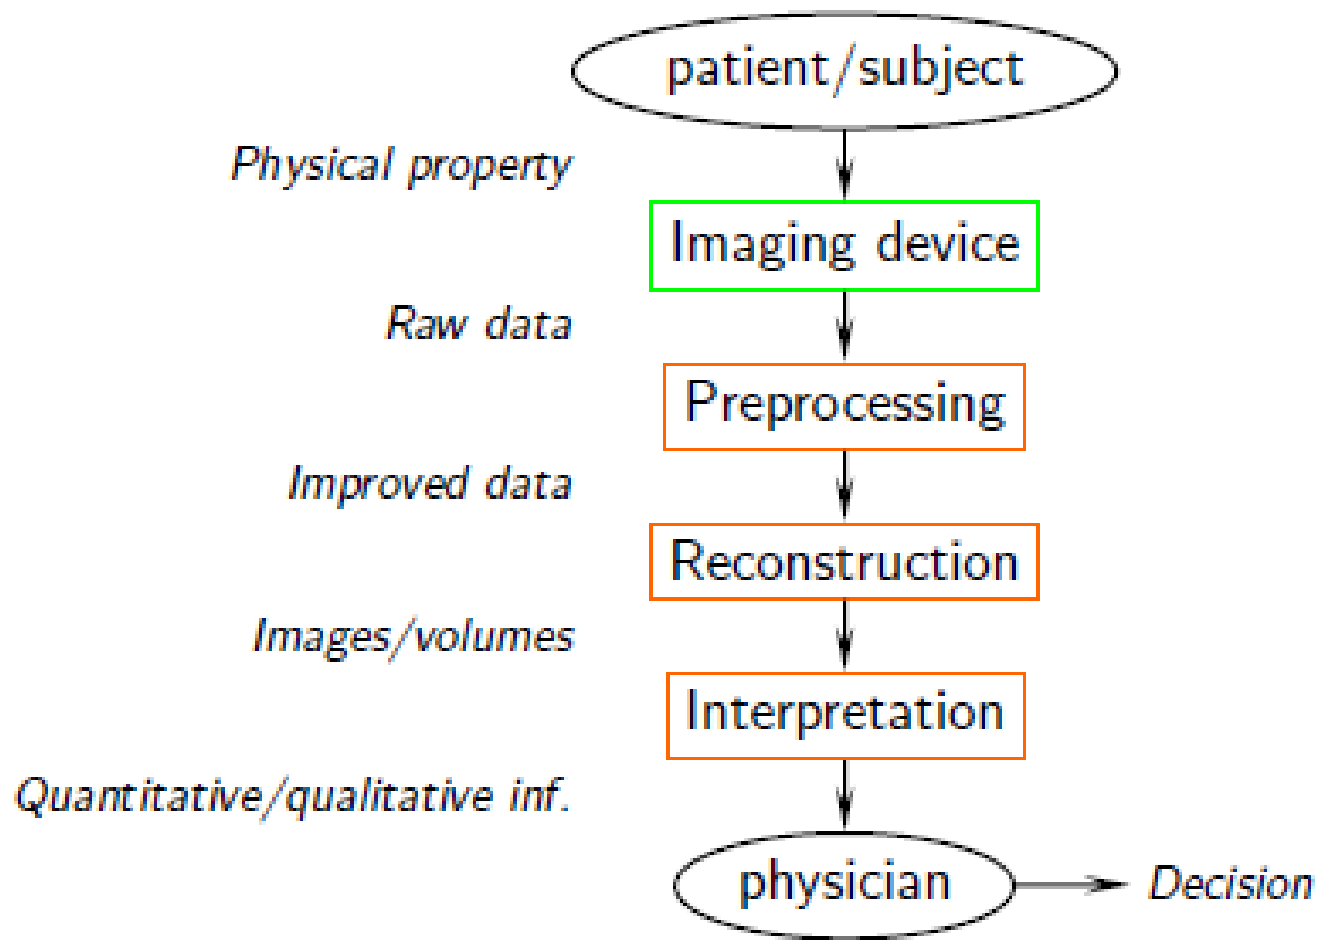 patient/subject
Physical property
Imaging device
Raw data
Preprocessing
Improved data
Reconstruction
Images/volumes
Interpretation
Quantitative/qualitative inf.
physician
Decision